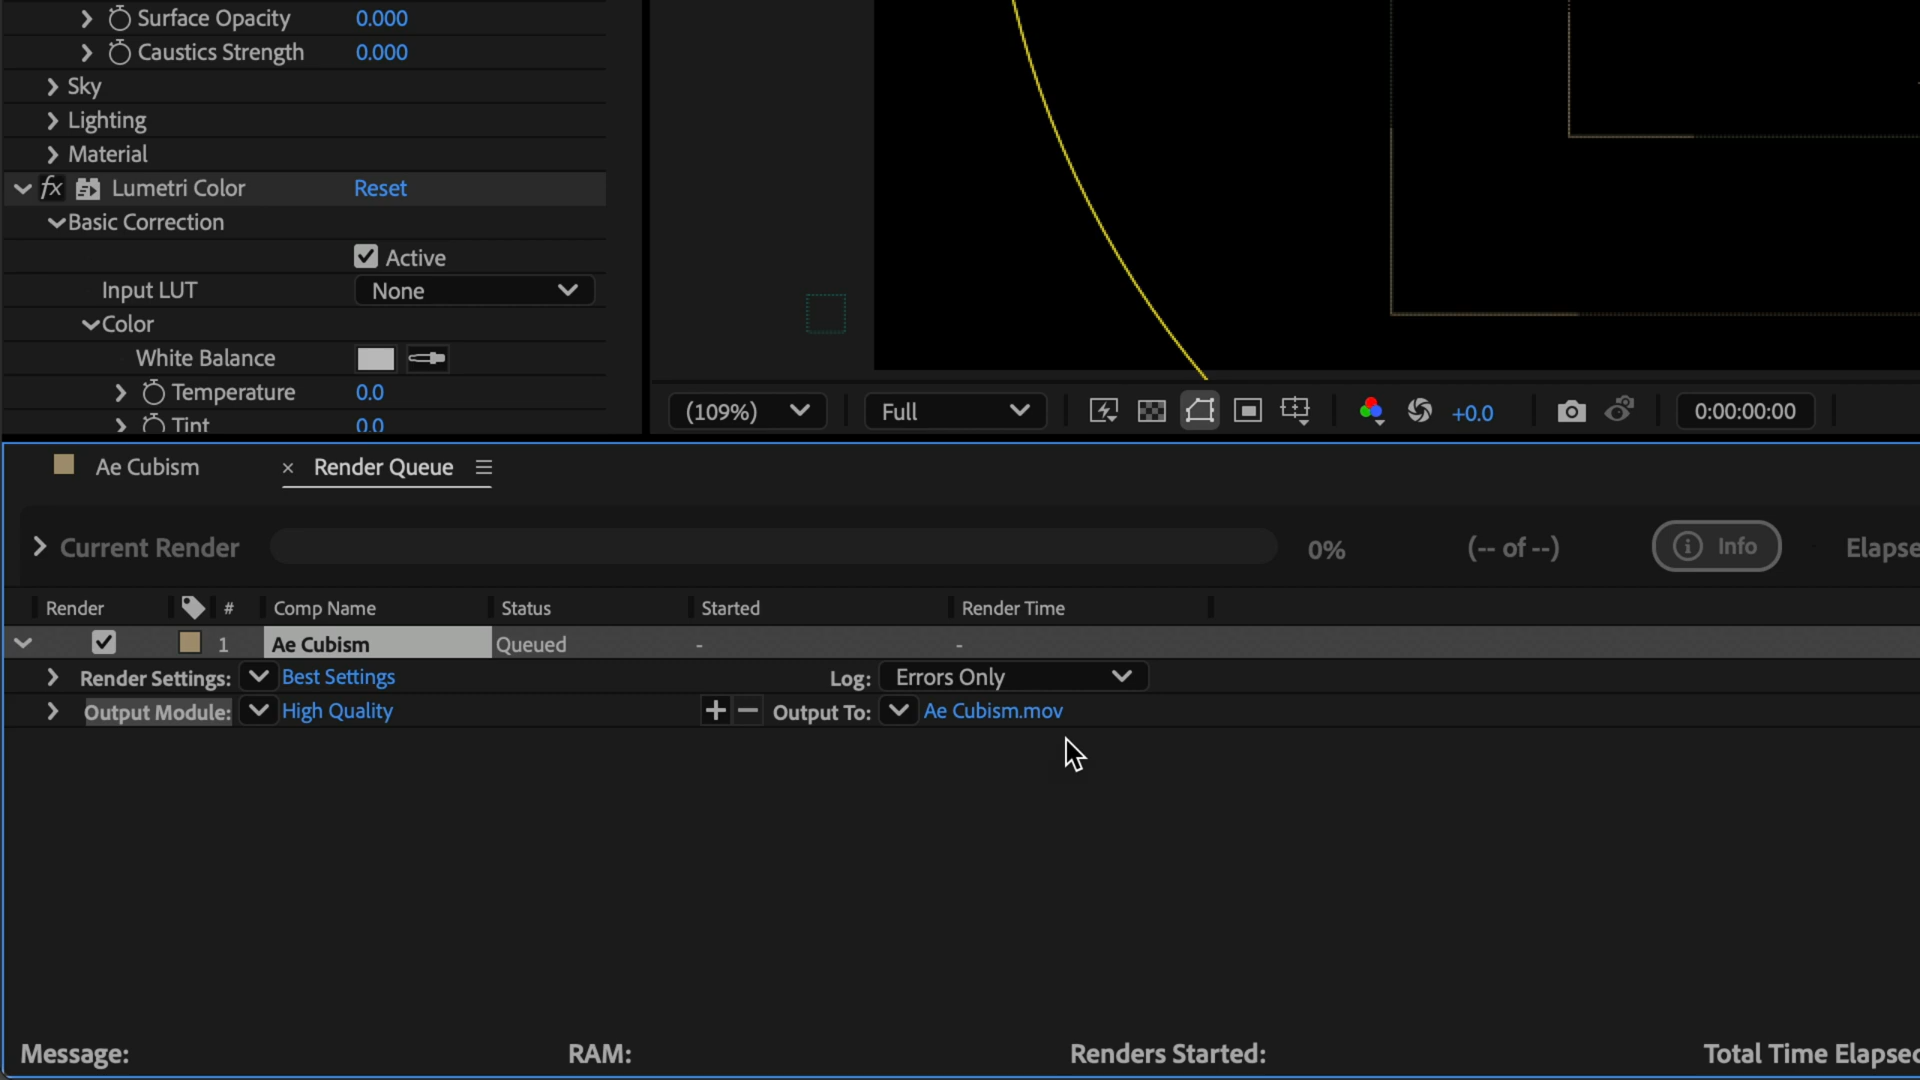 Surface Opacity 0.000
Caustics Strength 0.000
Sky
Lighting
Material
fx Lumetri Color Reset
Basic Correction
Active
Input LUT None
Color
White Balance
Temperature 0.0
Tint 0.0
(109%) Full +0.0 0:00:00:00
Ae Cubism × Render Queue
Current Render 0% (-- of --) Info Elapse
Render # Comp Name Status Started Render Time
1 Ae Cubism Queued - -
Render Settings: Best Settings Log: Errors Only
Output Module: High Quality + − Output To: Ae Cubism.mov
Message: RAM: Renders Started: Total Time Elapsed